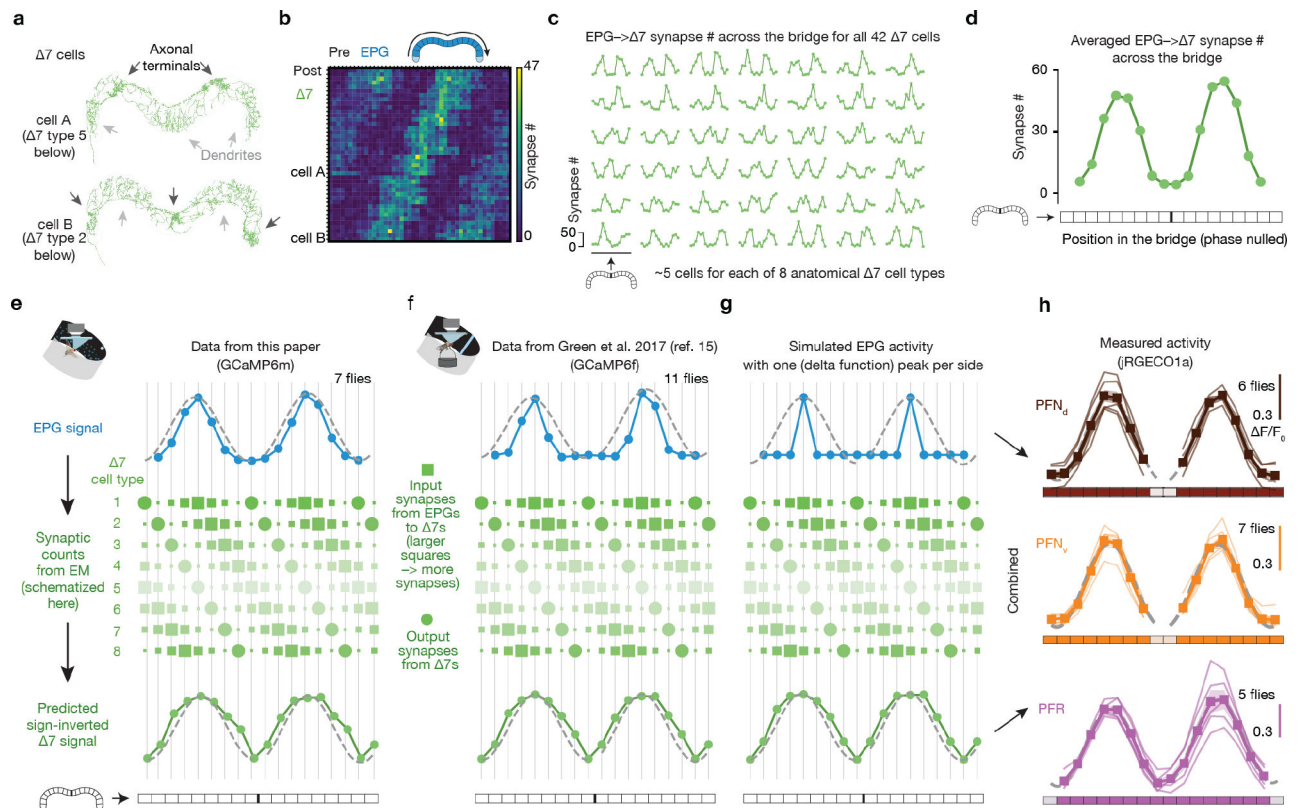 a
Δ7 cells
Axonal
terminals
cell A
(Δ7 type 5
below)
Dendrites
cell B
(Δ7 type 2
below)
b
Pre EPG
Post
Δ7
cell A
cell B
47
Synapse #
0
c
EPG–>Δ7 synapse # across the bridge for all 42 Δ7 cells
Synapse #
50
0
~5 cells for each of 8 anatomical Δ7 cell types
d
Averaged EPG–>Δ7 synapse #
across the bridge
Synapse #
60
30
0
Position in the bridge (phase nulled)
e
Data from this paper
(GCaMP6m)
7 flies
EPG signal
Δ7
cell type
1
2
3
4
5
6
7
8
Synaptic
counts
from EM
(schematized
here)
Predicted
sign-inverted
Δ7 signal
f
Data from Green et al. 2017 (ref. 15)
(GCaMP6f)
11 flies
Input
synapses
from EPGs
to Δ7s
(larger
squares
–> more
synapses)
Output
synapses
from Δ7s
g
Simulated EPG activity
with one (delta function) peak per side
h
Measured activity
(jRGECO1a)
Combined
PFNd
6 flies
0.3
ΔF/F0
PFNv
7 flies
0.3
PFR
5 flies
0.3